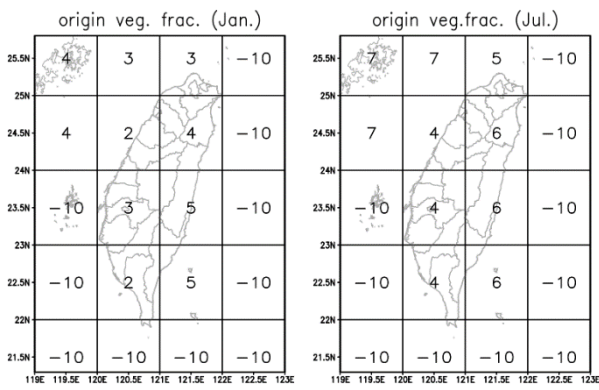 origin veg. frac. (Jan.)
25.5N 4 3 3 -10
25N
24.5N 4 2 4 -10
24N
23.5N -10 3 5 -10
23N
22.5N -10 2 5 -10
22N
21.5N -10 -10 -10 -10
119E 119.5E 120E 120.5E 121E 121.5E 122E 122.5E 123E
origin veg.frac. (Jul.)
25.5N 7 7 5 -10
25N
24.5N 7 4 6 -10
24N
23.5N -10 4 6 -10
23N
22.5N -10 4 6 -10
22N
21.5N -10 -10 -10 -10
119E 119.5E 120E 120.5E 121E 121.5E 122E 122.5E 123E